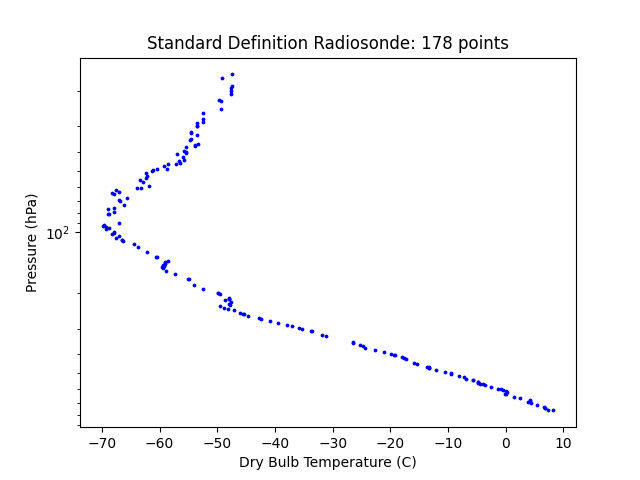 Standard Definition Radiosonde: 178 points
Pressure (hPa)
10²
−70 −60 −50 −40 −30 −20 −10 0 10
Dry Bulb Temperature (C)